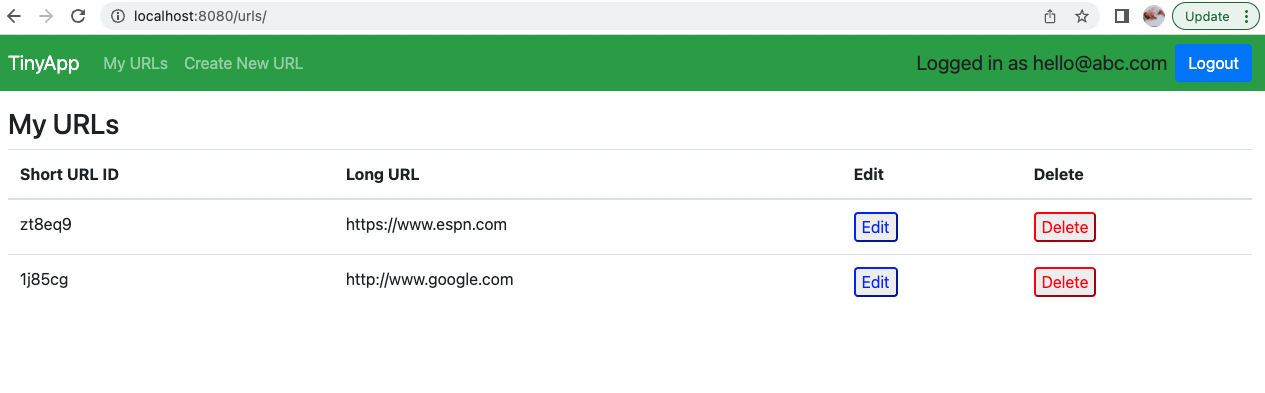 localhost:8080/urls/
Update
TinyApp My URLs Create New URL Logged in as hello@abc.com Logout
My URLs
Short URL ID Long URL Edit Delete
zt8eq9 https://www.espn.com Edit Delete
1j85cg http://www.google.com Edit Delete